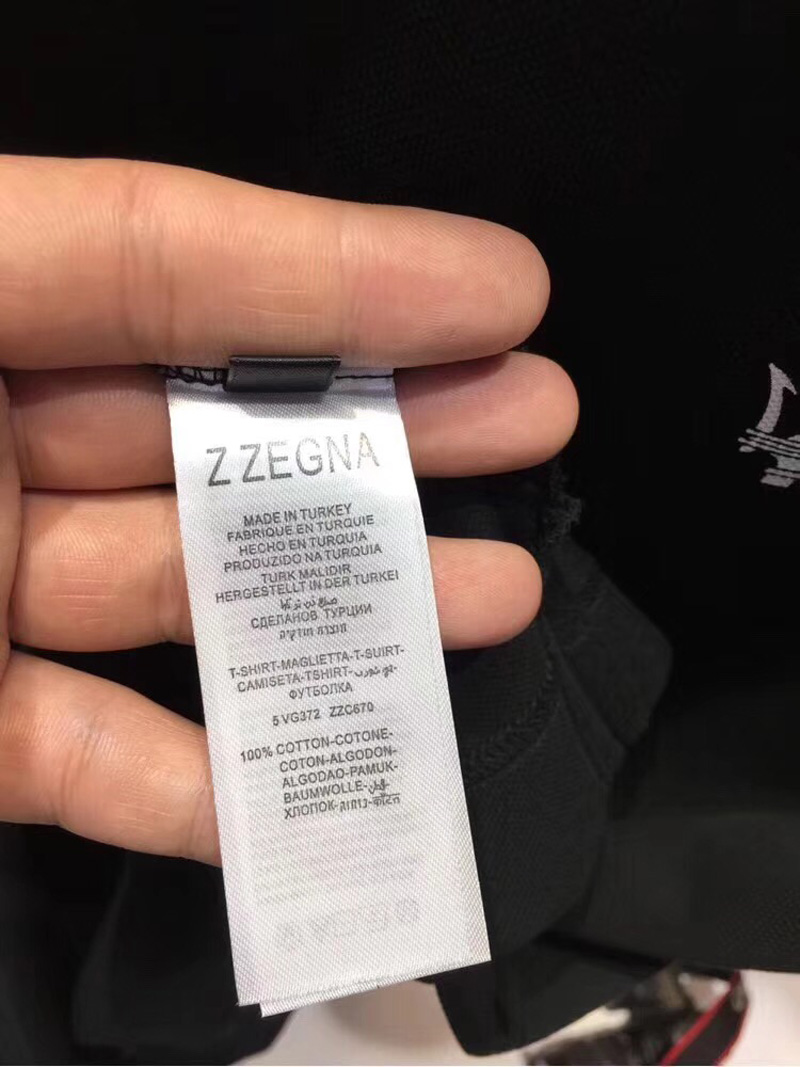 Z ZEGNA
MADE IN TURKEY
FABRIQUE EN TURQUIE
HECHO EN TURQUIA
PRODUZIDO NA TURQUIA
TURK MALIDIR
HERGESTELLT IN DER TURKEI
СДЕЛАНОВ ТУРЦИИ
T-SHIRT-MAGLIETTA-T-SUIRT-
CAMISETA-TSHIRT-
ФУТБОЛКА
5 VG372 ZZC670
100% COTTON-COTONE-
COTON-ALGODON-
ALGODAO-PAMUK-
BAUMWOLLE-
ХЛОПОК-